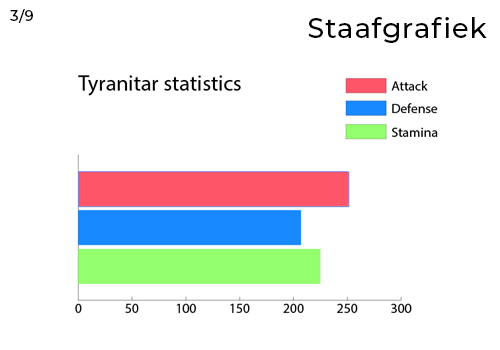 3/9
Staafgrafiek
Tyranitar statistics
Attack
Defense
Stamina
0 50 100 150 200 250 300